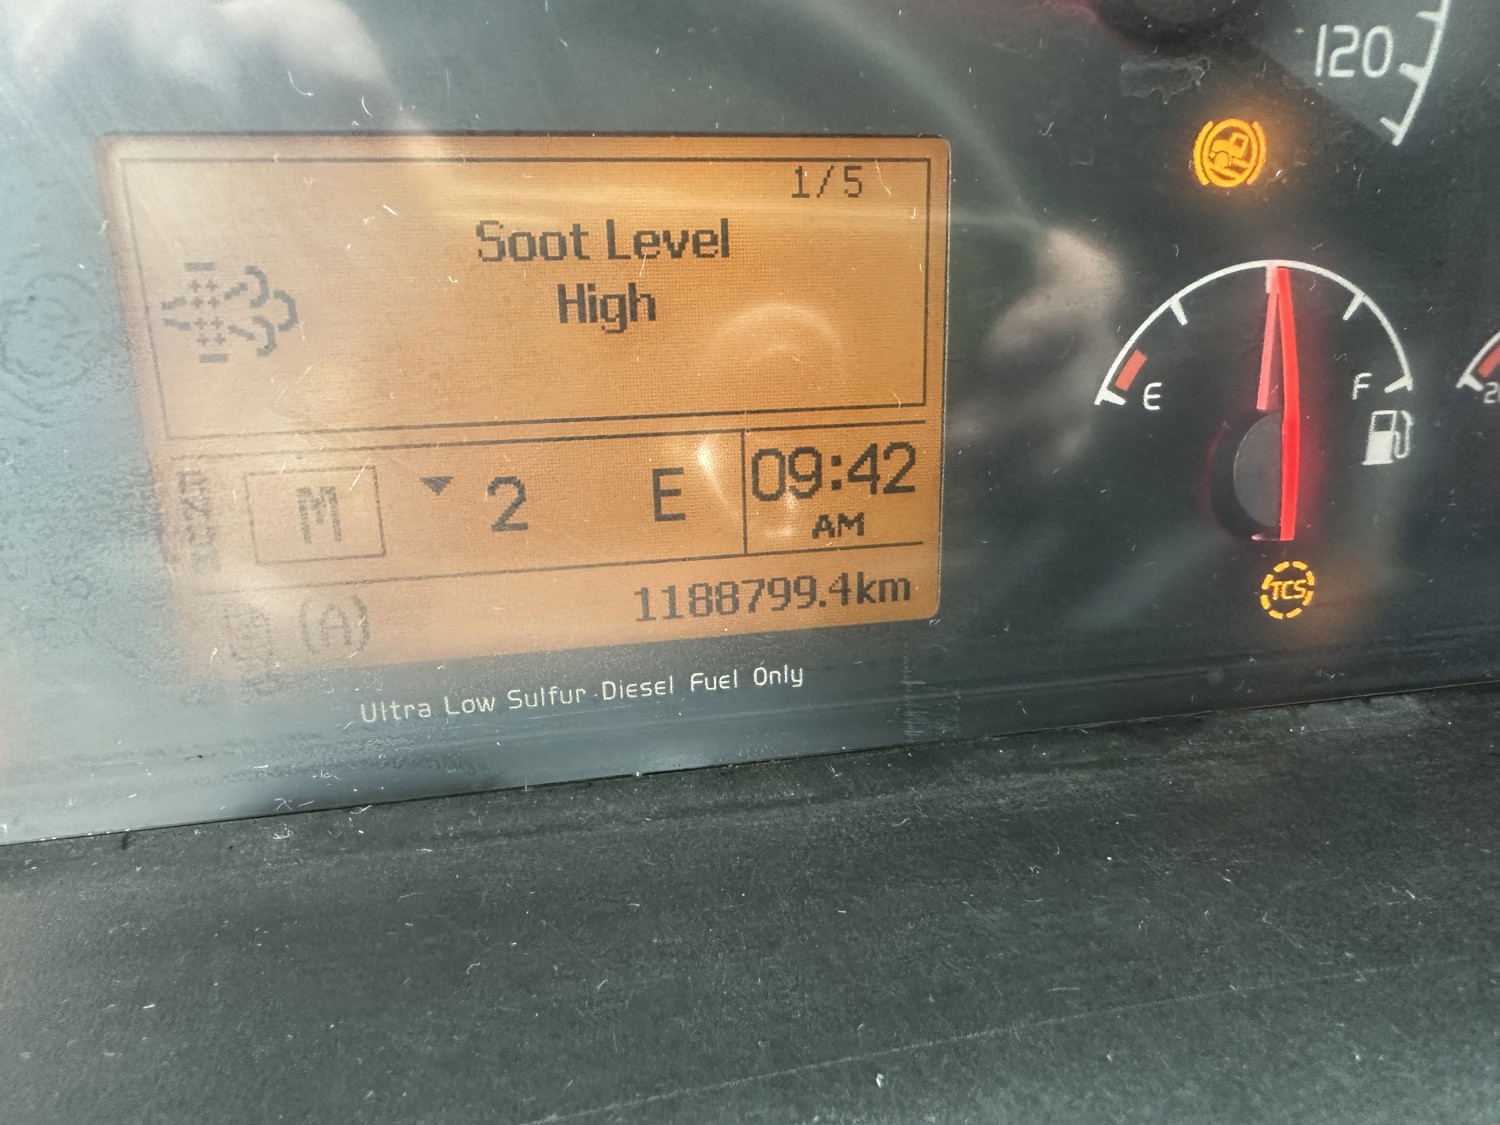 120
1/5
Soot Level
High
E
F
M
2
E
09:42
AM
(A)
1188799.4km
TCS
Ultra Low Sulfur Diesel Fuel Only